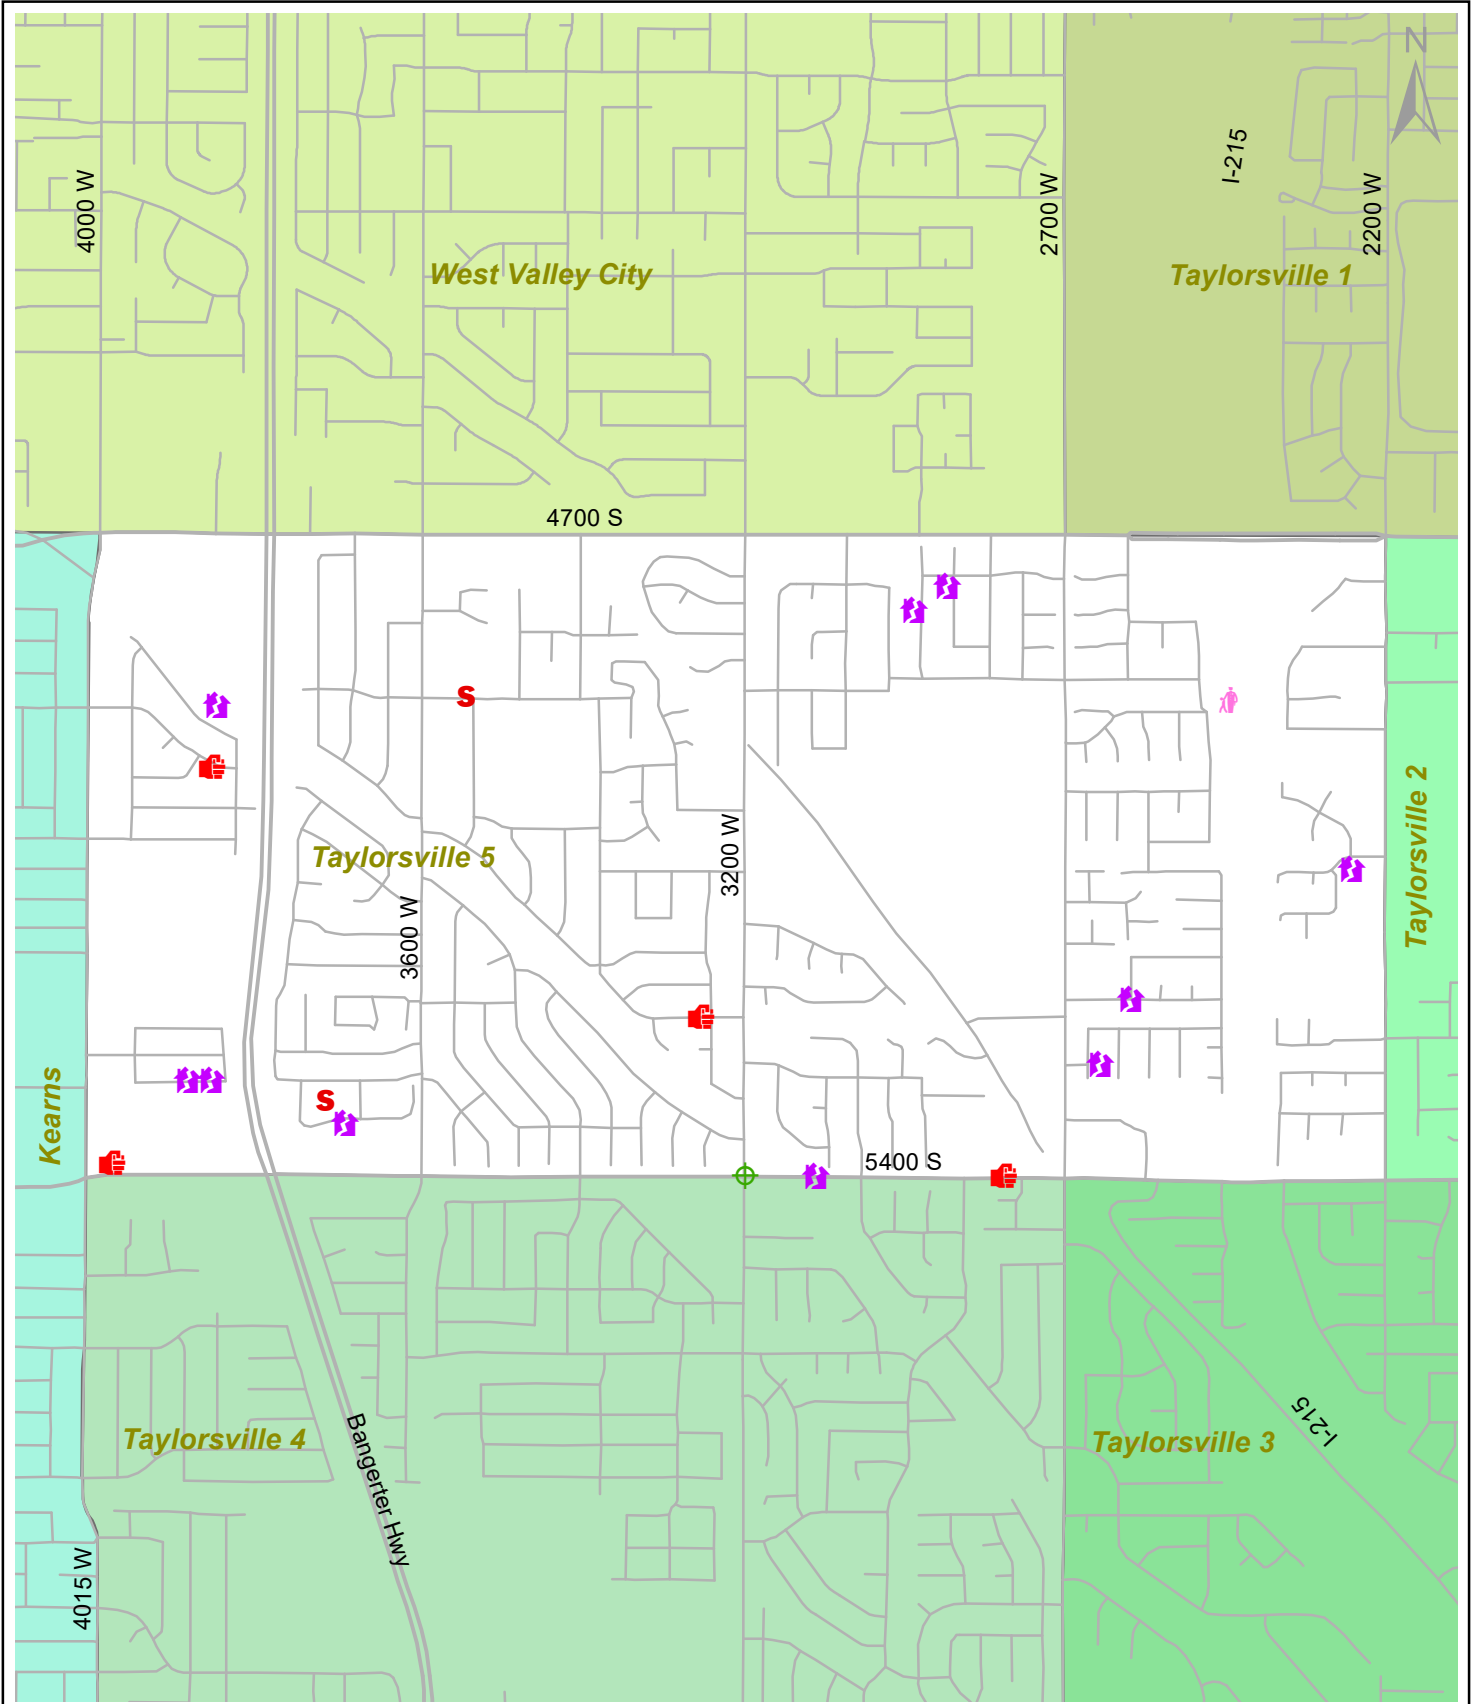 N
I-215
4000 W
2700 W
2200 W
West Valley City
Taylorsville 1
4700 S
S
Taylorsville 2
3200 W
Taylorsville 5
3600 W
Kearns
S
5400 S
Taylorsville 4
Bangerter Hwy
Taylorsville 3
I-215
4015 W